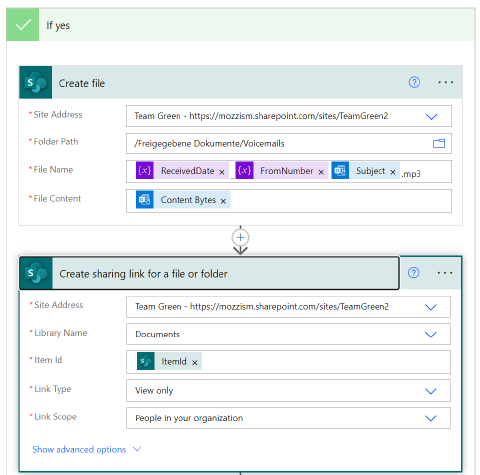 If yes
Create file
* Site Address
Team Green - https://mozzism.sharepoint.com/sites/TeamGreen2
* Folder Path
/Freigegebene Dokumente/Voicemails
* File Name
{x} ReceivedDate x {x} FromNumber x Subject x .mp3
* File Content
Content Bytes x
Create sharing link for a file or folder
* Site Address
Team Green - https://mozzism.sharepoint.com/sites/TeamGreen2
* Library Name
Documents
* Item Id
ItemId x
* Link Type
View only
* Link Scope
People in your organization
Show advanced options